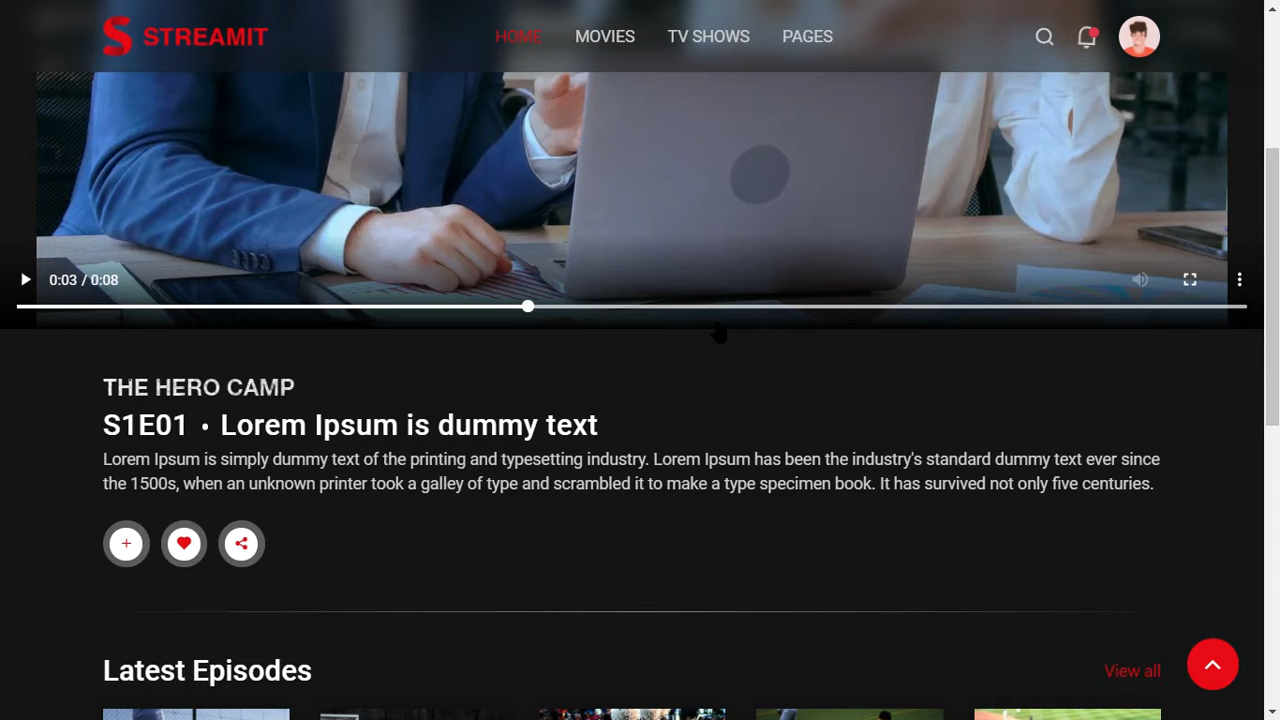 STREAMIT
HOME MOVIES TV SHOWS PAGES
0:03 / 0:08
THE HERO CAMP
S1E01 • Lorem Ipsum is dummy text
Lorem Ipsum is simply dummy text of the printing and typesetting industry. Lorem Ipsum has been the industry's standard dummy text ever since
the 1500s, when an unknown printer took a galley of type and scrambled it to make a type specimen book. It has survived not only five centuries.
Latest Episodes
View all